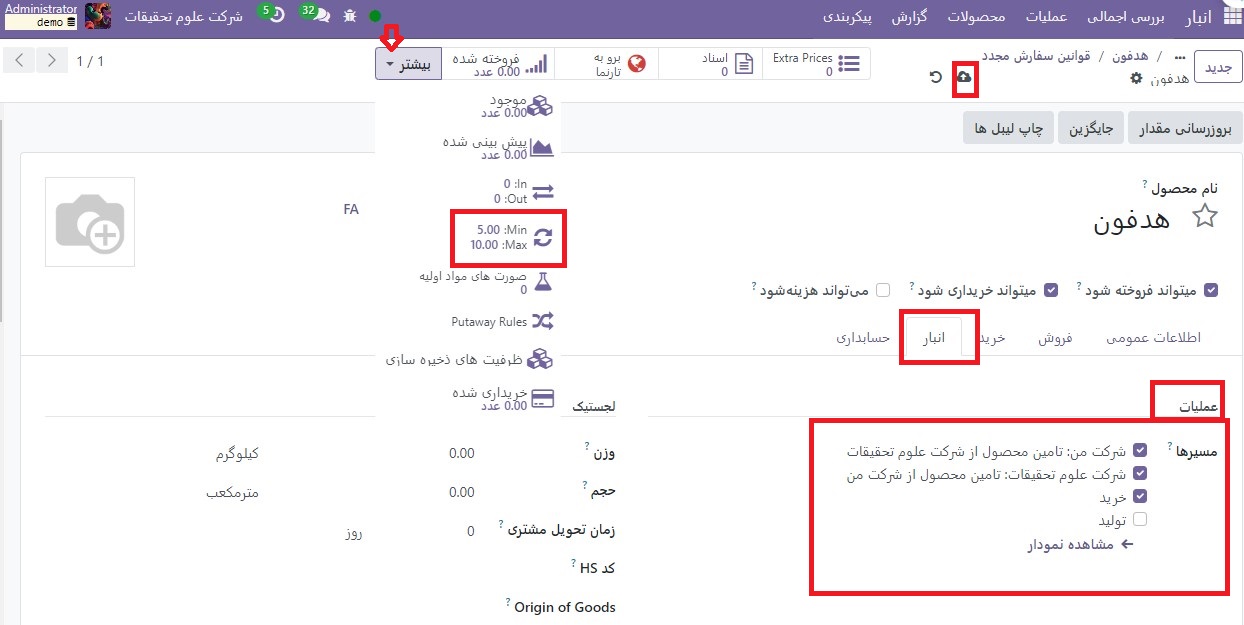 انبار بررسی اجمالی محصولات عملیات گزارش پیکربندی
5 32 شرکت علوم تحقیقات Administrator
demo
جدید ... / هدفون / قوانین سفارش مجدد
هدفون
Extra Prices
0
اسناد
0
برو به
تارنما
فروخته شده
0.00 عدد
بیشتر
1 / 1
بروزرسانی مقدار جایگزین چاپ لیبل ها
موجود
0.00 عدد
پیش بینی شده
0.00 عدد
In: 0
Out: 0
Min: 5.00
Max: 10.00
صورت های مواد اولیه
0
Putaway Rules
ظرفیت های ذخیره سازی
خریداری شده
0.00 عدد
نام محصول ?
هدفون
FA
میتواند فروخته شود ? میتواند خریداری شود ? می‌تواند هزینه‌شود ?
اطلاعات عمومی فروش خرید انبار حسابداری
عملیات
مسیرها ?
شرکت من: تامین محصول از شرکت علوم تحقیقات
شرکت علوم تحقیقات: تامین محصول از شرکت من
خرید
تولید
مشاهده نمودار
لجستیک
وزن ? 0.00 کیلوگرم
حجم ? 0.00 مترمکعب
زمان تحویل مشتری ? 0 روز
کد HS ?
Origin of Goods ?